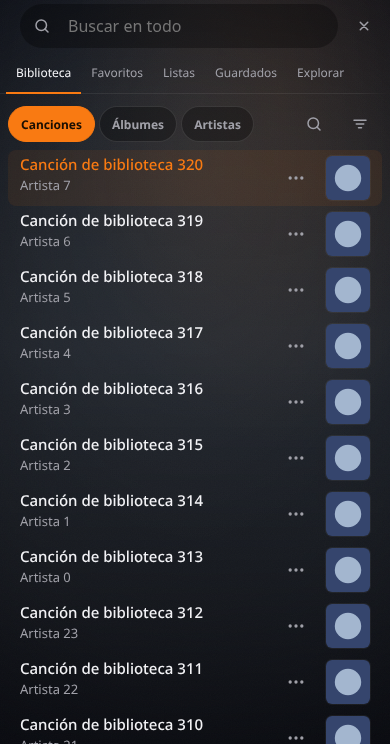 Buscar en todo
Biblioteca Favoritos Listas Guardados Explorar
Canciones Álbumes Artistas
Canción de biblioteca 320
Artista 7
Canción de biblioteca 319
Artista 6
Canción de biblioteca 318
Artista 5
Canción de biblioteca 317
Artista 4
Canción de biblioteca 316
Artista 3
Canción de biblioteca 315
Artista 2
Canción de biblioteca 314
Artista 1
Canción de biblioteca 313
Artista 0
Canción de biblioteca 312
Artista 23
Canción de biblioteca 311
Artista 22
Canción de biblioteca 310
Artista 21